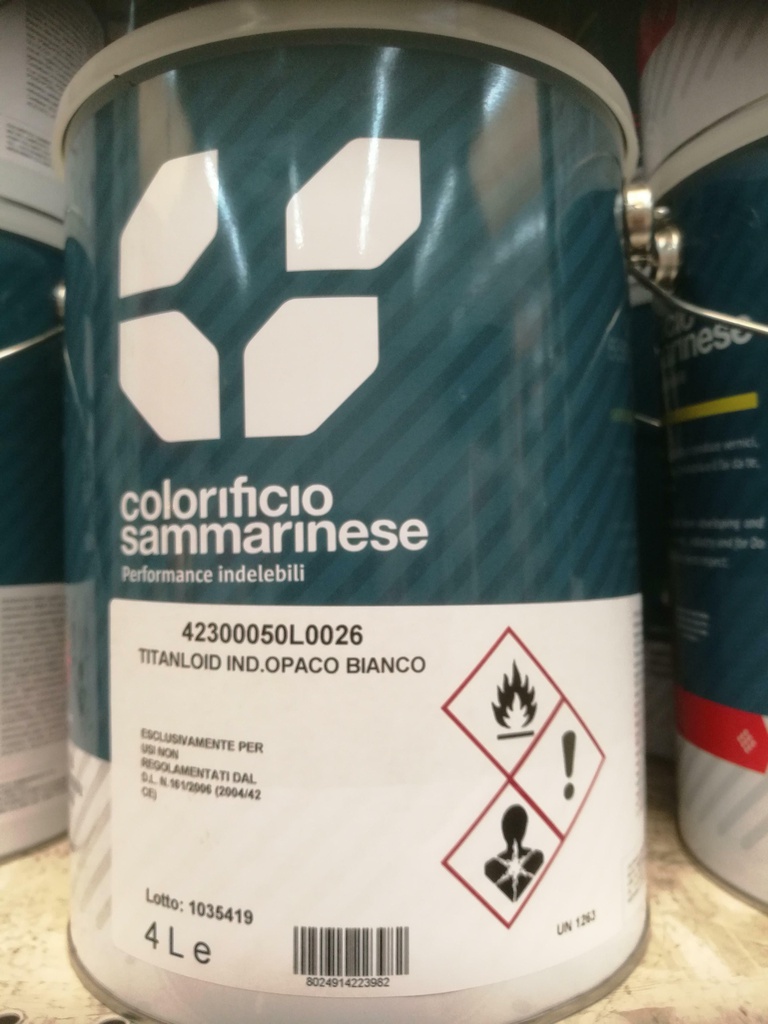 colorificio
sammarinese
Performance indelebili
42300050L0026
TITANLOID IND.OPACO BIANCO
ESCLUSIVAMENTE PER
USI NON
REGOLAMENTATI DAL
D.L. N.161/2006 (2004/42
CE)
Lotto: 1035419
4 L e
8024914223982
UN 1263